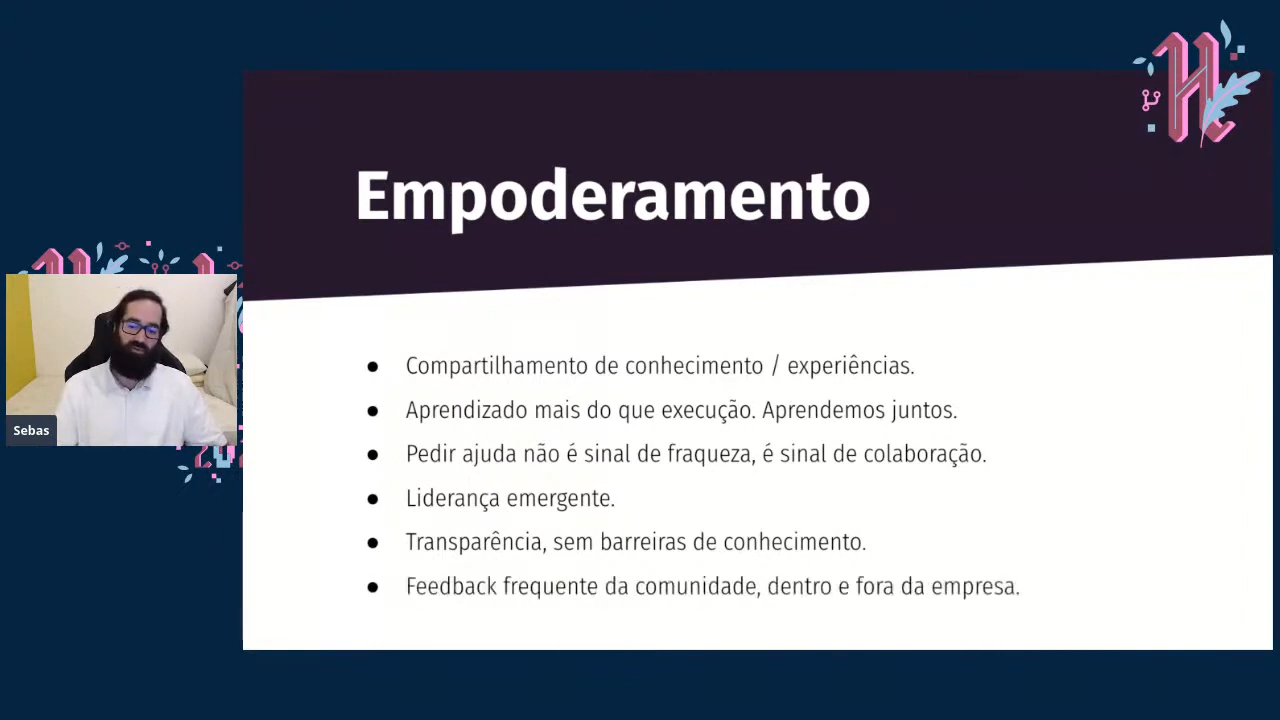 Empoderamento
Sebas
● Compartilhamento de conhecimento / experiências.
● Aprendizado mais do que execução. Aprendemos juntos.
● Pedir ajuda não é sinal de fraqueza, é sinal de colaboração.
● Liderança emergente.
● Transparência, sem barreiras de conhecimento.
● Feedback frequente da comunidade, dentro e fora da empresa.